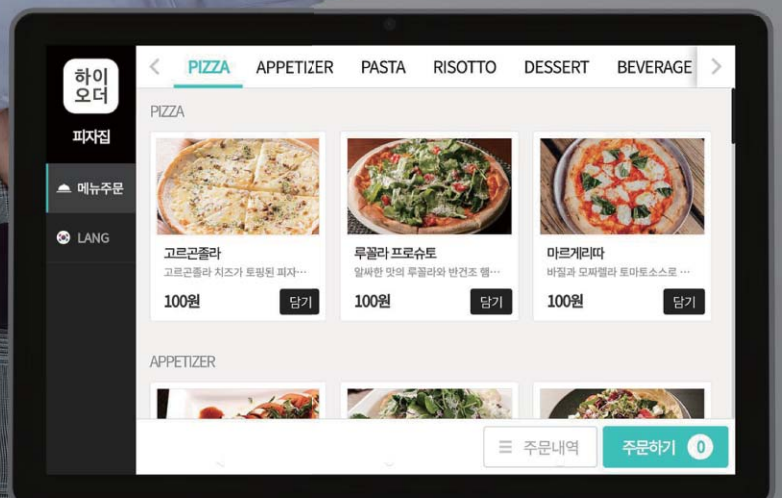 하이
오더
피자집
메뉴주문
LANG
PIZZA APPETIZER PASTA RISOTTO DESSERT BEVERAGE
PIZZA
고르곤졸라
고르곤졸라 치즈가 토핑된 피자…
100원 담기
루꼴라 프로슈토
알싸한 맛의 루꼴라와 반건조 햄…
100원 담기
마르게리따
바질과 모짜렐라 토마토소스로 …
100원 담기
APPETIZER
주문내역
주문하기 0